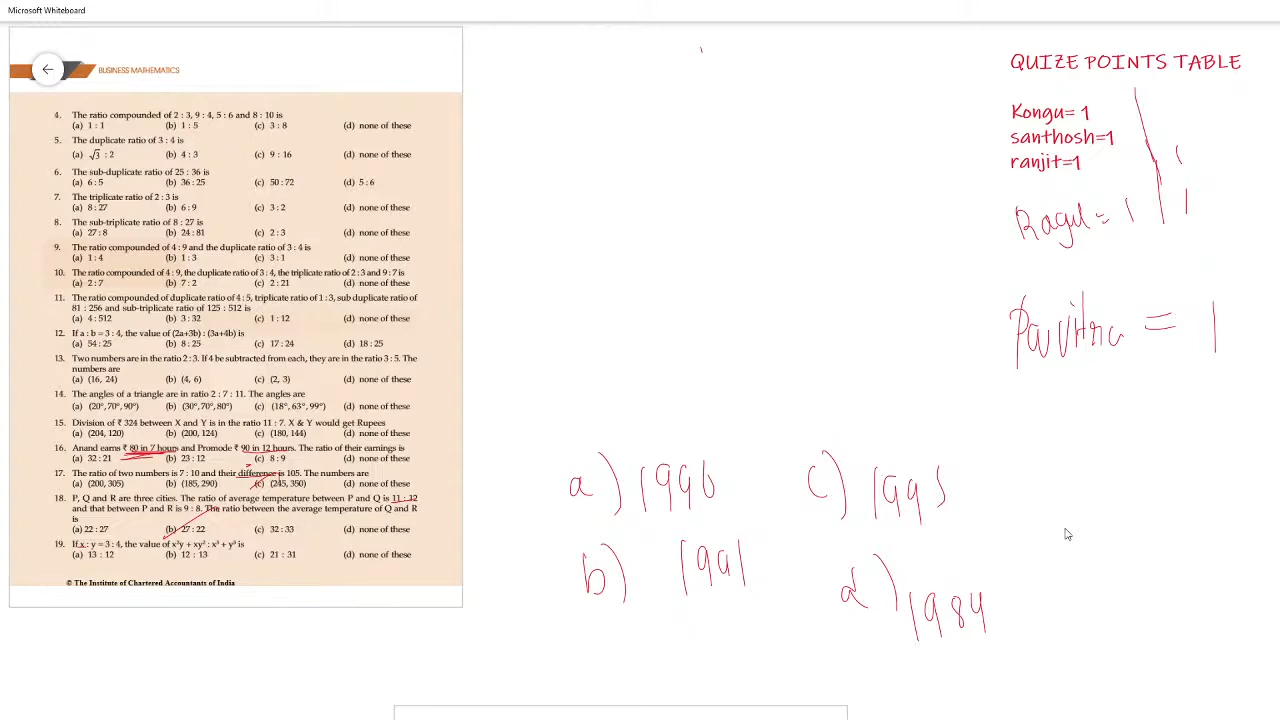 Microsoft Whiteboard
BUSINESS MATHEMATICS
4. The ratio compounded of 2 : 3, 9 : 4, 5 : 6 and 8 : 10 is
(a) 1 : 1 (b) 1 : 5 (c) 3 : 8 (d) none of these
5. The duplicate ratio of 3 : 4 is
(a) √3 : 2 (b) 4 : 3 (c) 9 : 16 (d) none of these
6. The sub-duplicate ratio of 25 : 36 is
(a) 6 : 5 (b) 36 : 25 (c) 50 : 72 (d) 5 : 6
7. The triplicate ratio of 2 : 3 is
(a) 8 : 27 (b) 6 : 9 (c) 3 : 2 (d) none of these
8. The sub-triplicate ratio of 8 : 27 is
(a) 27 : 8 (b) 24 : 81 (c) 2 : 3 (d) none of these
9. The ratio compounded of 4 : 9 and the duplicate ratio of 3 : 4 is
(a) 1 : 4 (b) 1 : 3 (c) 3 : 1 (d) none of these
10. The ratio compounded of 4 : 9, the duplicate ratio of 3 : 4, the triplicate ratio of 2 : 3 and 9 : 7 is
(a) 2 : 7 (b) 7 : 2 (c) 2 : 21 (d) none of these
11. The ratio compounded of duplicate ratio of 4 : 5, triplicate ratio of 1 : 3, sub duplicate ratio of
81 : 256 and sub-triplicate ratio of 125 : 512 is
(a) 4 : 512 (b) 3 : 32 (c) 1 : 12 (d) none of these
12. If a : b = 3 : 4, the value of (2a+3b) : (3a+4b) is
(a) 54 : 25 (b) 8 : 25 (c) 17 : 24 (d) 18 : 25
13. Two numbers are in the ratio 2 : 3. If 4 be subtracted from each, they are in the ratio 3 : 5. The
numbers are
(a) (16, 24) (b) (4, 6) (c) (2, 3) (d) none of these
14. The angles of a triangle are in ratio 2 : 7 : 11. The angles are
(a) (20°, 70°, 90°) (b) (30°, 70°, 80°) (c) (18°, 63°, 99°) (d) none of these
15. Division of ₹ 324 between X and Y is in the ratio 11 : 7. X & Y would get Rupees
(a) (204, 120) (b) (200, 124) (c) (180, 144) (d) none of these
16. Anand earns ₹ 80 in 7 hours and Promode ₹ 90 in 12 hours. The ratio of their earnings is
(a) 32 : 21 (b) 23 : 12 (c) 8 : 9 (d) none of these
17. The ratio of two numbers is 7 : 10 and their difference is 105. The numbers are
(a) (200, 305) (b) (185, 290) (c) (245, 350) (d) none of these
18. P, Q and R are three cities. The ratio of average temperature between P and Q is 11 : 12
and that between P and R is 9 : 8. The ratio between the average temperature of Q and R
is
(a) 22 : 27 (b) 27 : 22 (c) 32 : 33 (d) none of these
19. If x : y = 3 : 4, the value of x²y + xy² : x³ + y³ is
(a) 13 : 12 (b) 12 : 13 (c) 21 : 31 (d) none of these
© The Institute of Chartered Accountants of India
QUIZE POINTS TABLE
Kongu= 1
santhosh=1
ranjit=1
1
Ragul = 1 1
Pavithra = 1
a) 1996 c) 1995
b) 1991 d) 1984